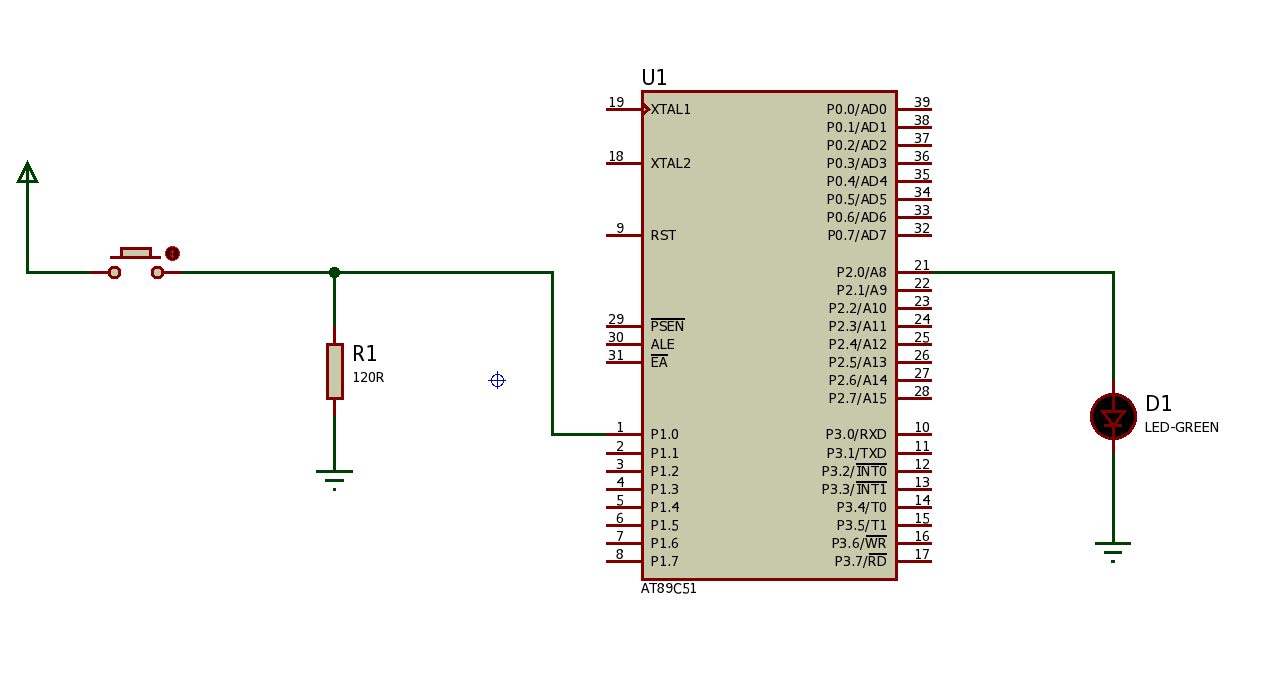 U1
19 XTAL1 P0.0/AD0 39
P0.1/AD1 38
P0.2/AD2 37
18 XTAL2 P0.3/AD3 36
P0.4/AD4 35
P0.5/AD5 34
P0.6/AD6 33
9 RST P0.7/AD7 32
P2.0/A8 21
P2.1/A9 22
P2.2/A10 23
29 PSEN P2.3/A11 24
30 ALE P2.4/A12 25
31 EA P2.5/A13 26
P2.6/A14 27
P2.7/A15 28
1 P1.0 P3.0/RXD 10
2 P1.1 P3.1/TXD 11
3 P1.2 P3.2/INT0 12
4 P1.3 P3.3/INT1 13
5 P1.4 P3.4/T0 14
6 P1.5 P3.5/T1 15
7 P1.6 P3.6/WR 16
8 P1.7 P3.7/RD 17
AT89C51
R1
120R
D1
LED-GREEN